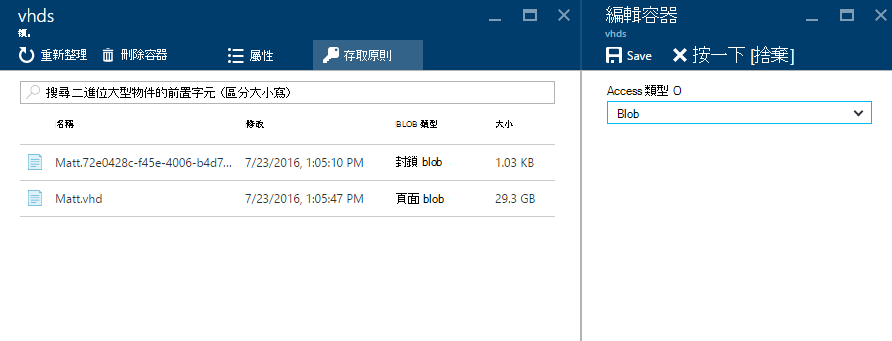 vhds
顉。
重新整理
刪除容器
屬性
存取原則
搜尋二進位大型物件的前置字元 (區分大小寫)
名稱 修改 BLOB 類型 大小
Matt.72e0428c-f45e-4006-b4d7... 7/23/2016, 1:05:10 PM 封鎖 blob 1.03 KB
Matt.vhd 7/23/2016, 1:05:47 PM 頁面 blob 29.3 GB
編輯容器
vhds
Save
按一下 [捨棄]
Access 類型 O
Blob